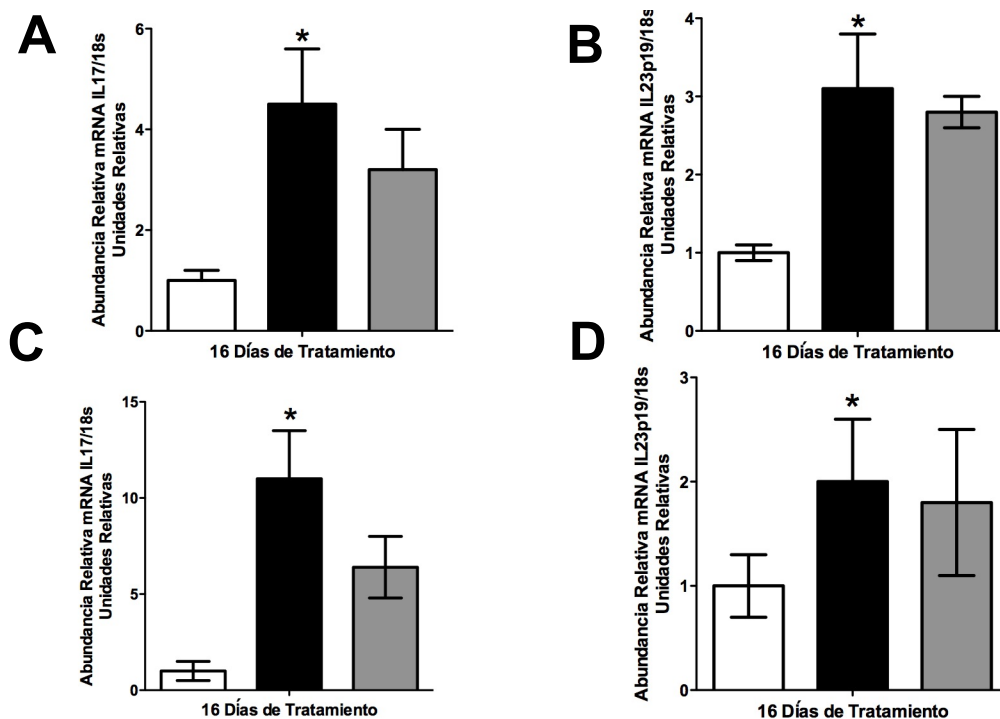 A
Abundancia Relativa mRNA IL17/18s
Unidades Relativas
6
4
2
0
*
16 Días de Tratamiento
B
Abundancia Relativa mRNA IL23p19/18s
Unidades Relativas
4
3
2
1
0
*
16 Días de Tratamiento
C
Abundancia Relativa mRNA IL17/18s
Unidades Relativas
15
10
5
0
*
16 Días de Tratamiento
D
Abundancia Relativa mRNA IL23p19/18s
Unidades Relativas
3
2
1
0
*
16 Días de Tratamiento